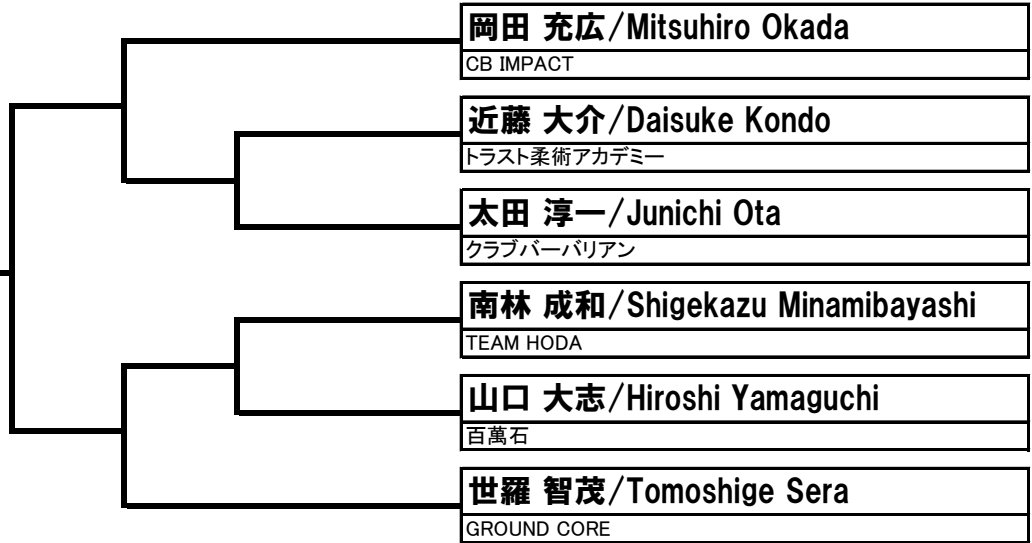 岡田 充広/Mitsuhiro Okada
CB IMPACT
近藤 大介/Daisuke Kondo
トラスト柔術アカデミー
太田 淳一/Junichi Ota
クラブバーバリアン
南林 成和/Shigekazu Minamibayashi
TEAM HODA
山口 大志/Hiroshi Yamaguchi
百萬石
世羅 智茂/Tomoshige Sera
GROUND CORE